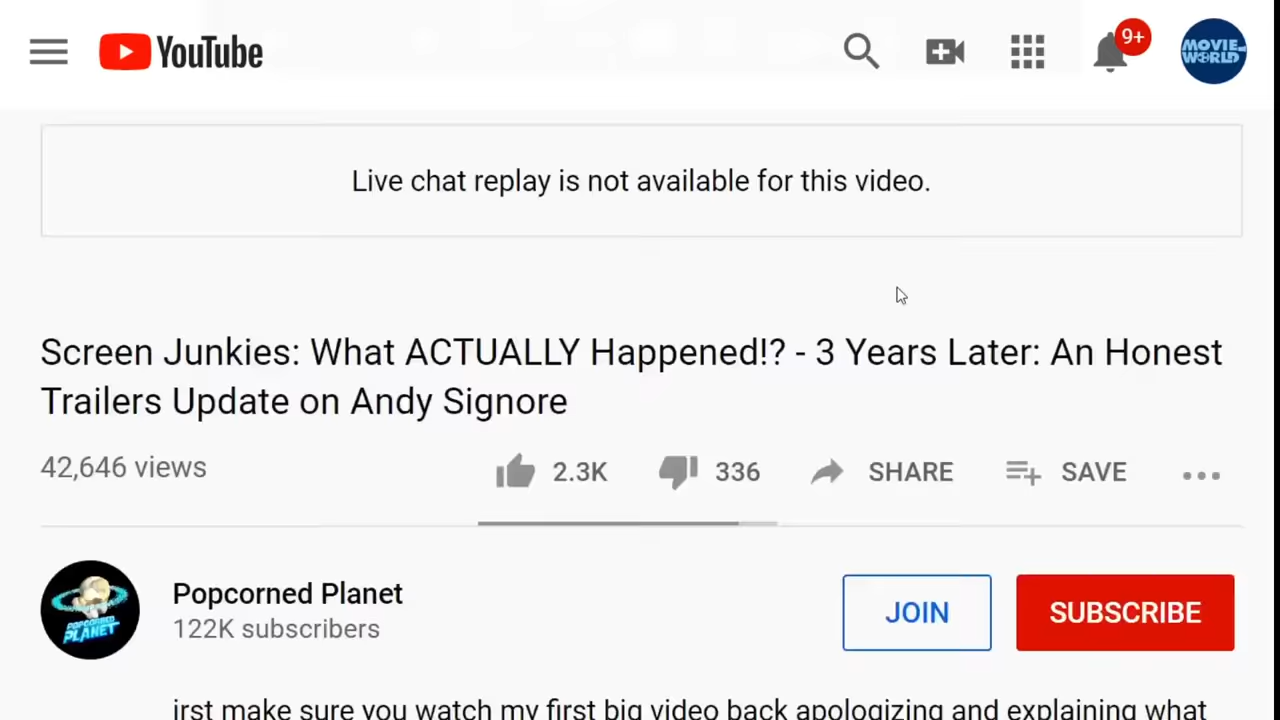 YouTube
9+
MOVIE
WORLD
Live chat replay is not available for this video.
Screen Junkies: What ACTUALLY Happened!? - 3 Years Later: An Honest
Trailers Update on Andy Signore
42,646 views
2.3K
336
SHARE
SAVE
POPCORNED
PLANET
Popcorned Planet
122K subscribers
JOIN
SUBSCRIBE
irst make sure you watch my first big video back apologizing and explaining what